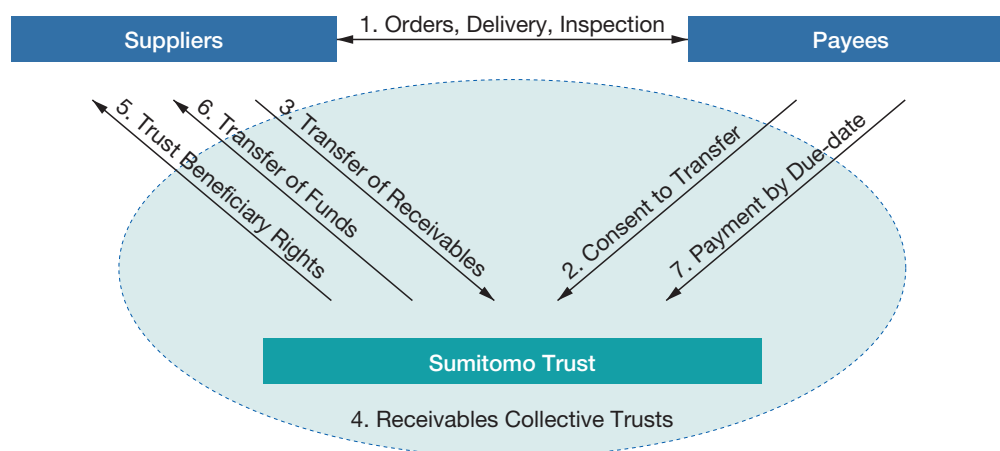 1. Orders, Delivery, Inspection
Suppliers
Payees
5. Trust Beneficiary Rights
6. Transfer of Funds
3. Transfer of Receivables
2. Consent to Transfer
7. Payment by Due-date
Sumitomo Trust
4. Receivables Collective Trusts